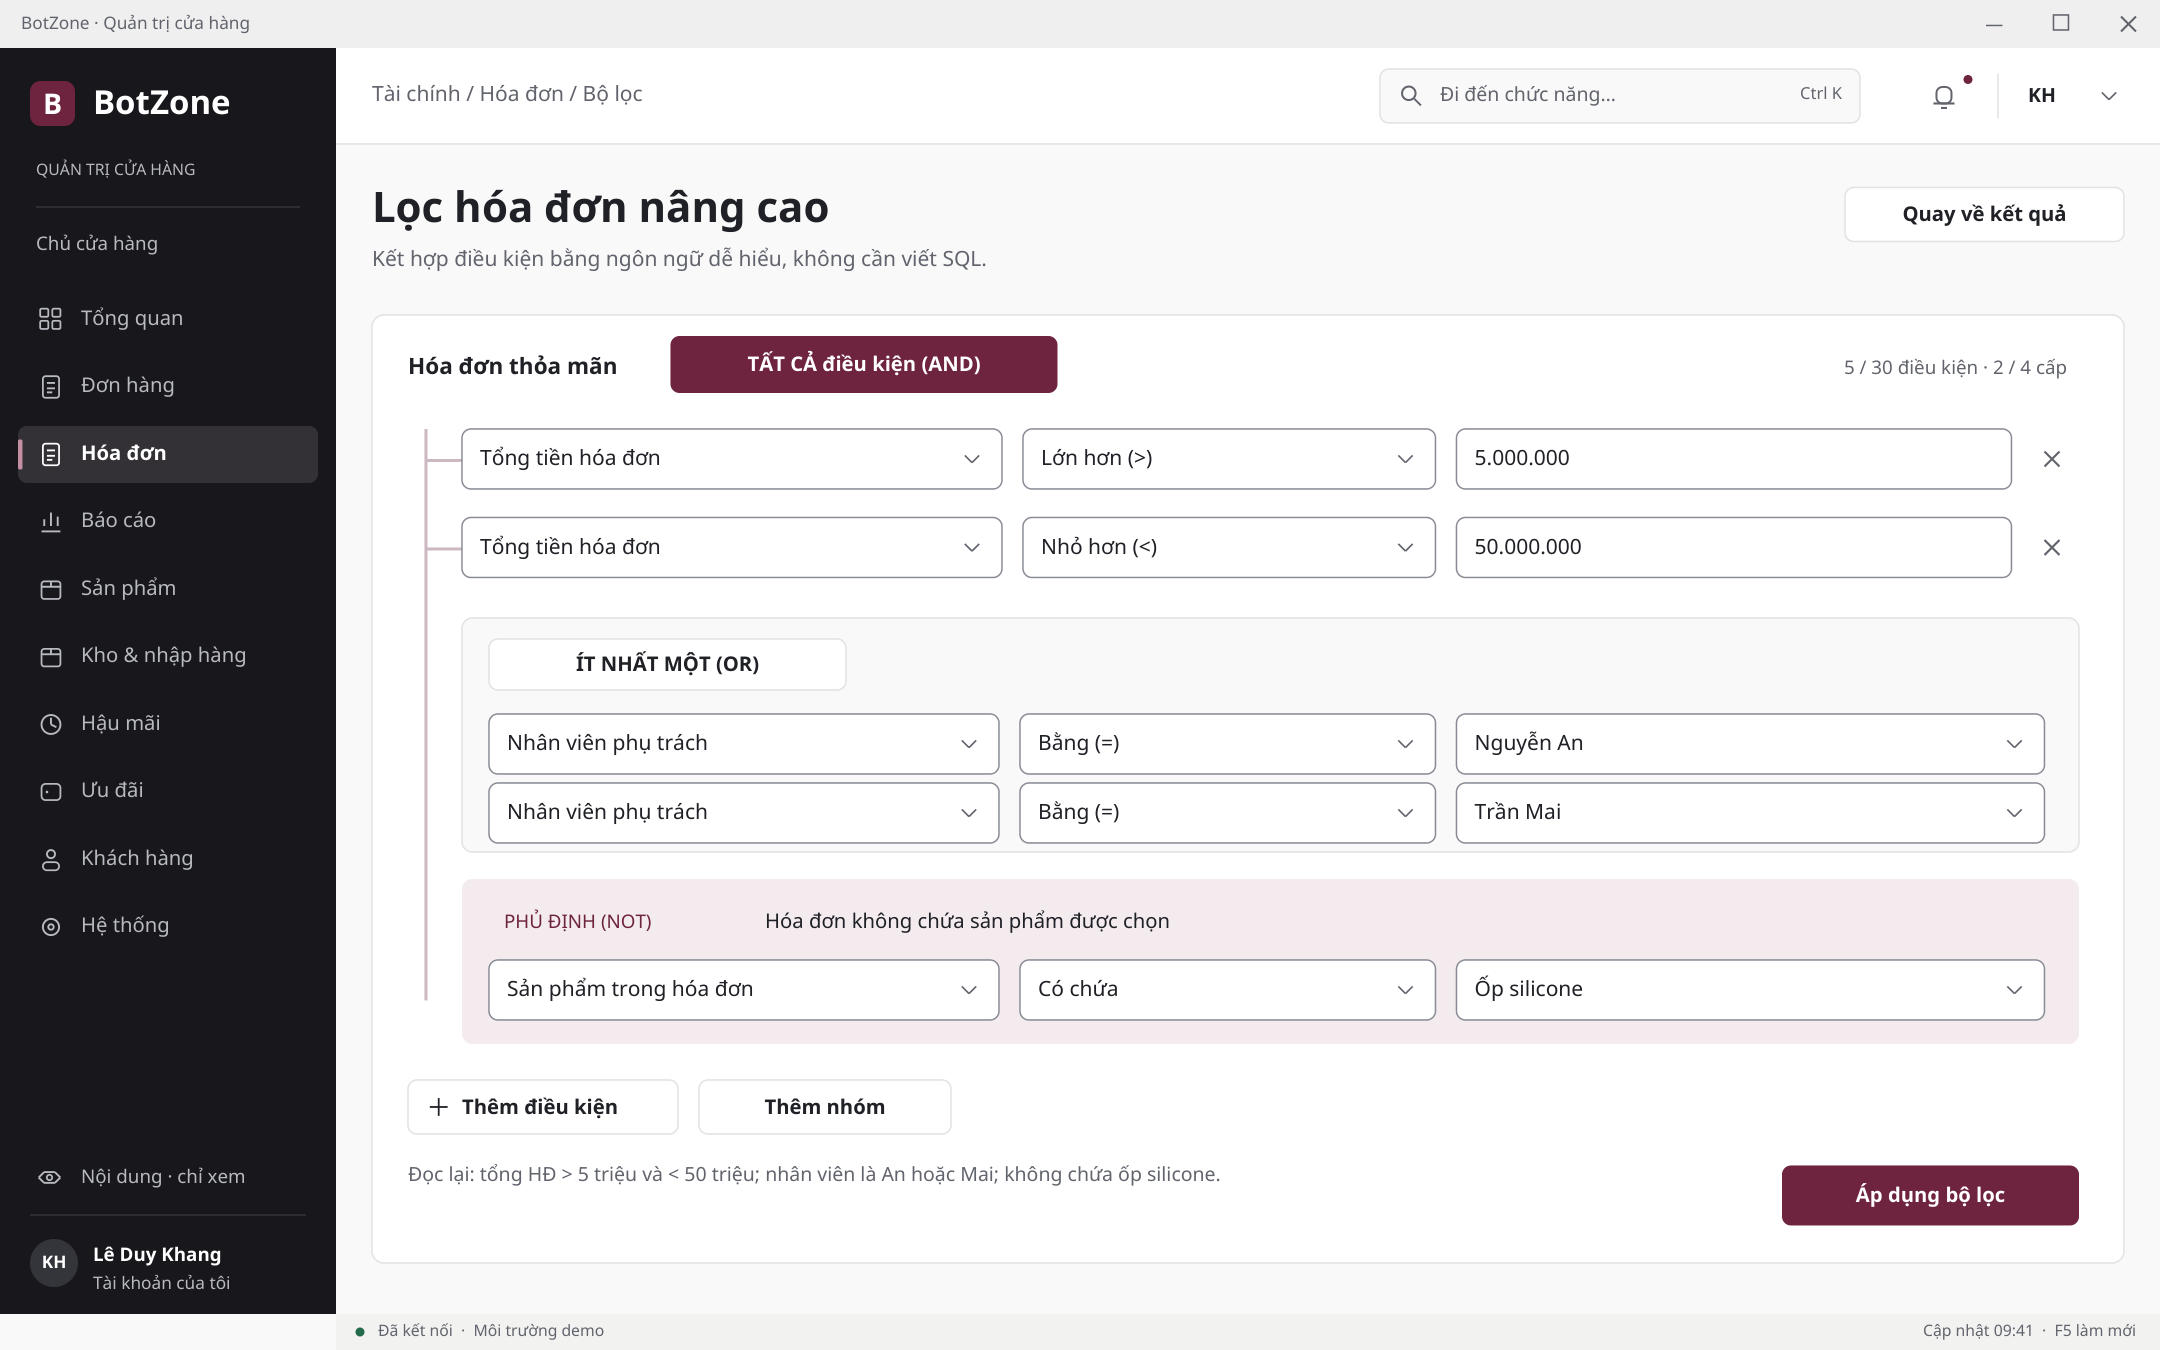 BotZone · Quản trị cửa hàng
B BotZone
QUẢN TRỊ CỬA HÀNG
Chủ cửa hàng
Tổng quan
Đơn hàng
Hóa đơn
Báo cáo
Sản phẩm
Kho & nhập hàng
Hậu mãi
Ưu đãi
Khách hàng
Hệ thống
Nội dung · chỉ xem
KH
Lê Duy Khang
Tài khoản của tôi
Tài chính / Hóa đơn / Bộ lọc
Đi đến chức năng... Ctrl K
KH
Lọc hóa đơn nâng cao
Kết hợp điều kiện bằng ngôn ngữ dễ hiểu, không cần viết SQL.
Quay về kết quả
Hóa đơn thỏa mãn TẤT CẢ điều kiện (AND) 5 / 30 điều kiện · 2 / 4 cấp
Tổng tiền hóa đơn Lớn hơn (>) 5.000.000
Tổng tiền hóa đơn Nhỏ hơn (<) 50.000.000
ÍT NHẤT MỘT (OR)
Nhân viên phụ trách Bằng (=) Nguyễn An
Nhân viên phụ trách Bằng (=) Trần Mai
PHỦ ĐỊNH (NOT) Hóa đơn không chứa sản phẩm được chọn
Sản phẩm trong hóa đơn Có chứa Ốp silicone
Thêm điều kiện Thêm nhóm
Đọc lại: tổng HĐ > 5 triệu và < 50 triệu; nhân viên là An hoặc Mai; không chứa ốp silicone.
Áp dụng bộ lọc
Đã kết nối · Môi trường demo
Cập nhật 09:41 · F5 làm mới